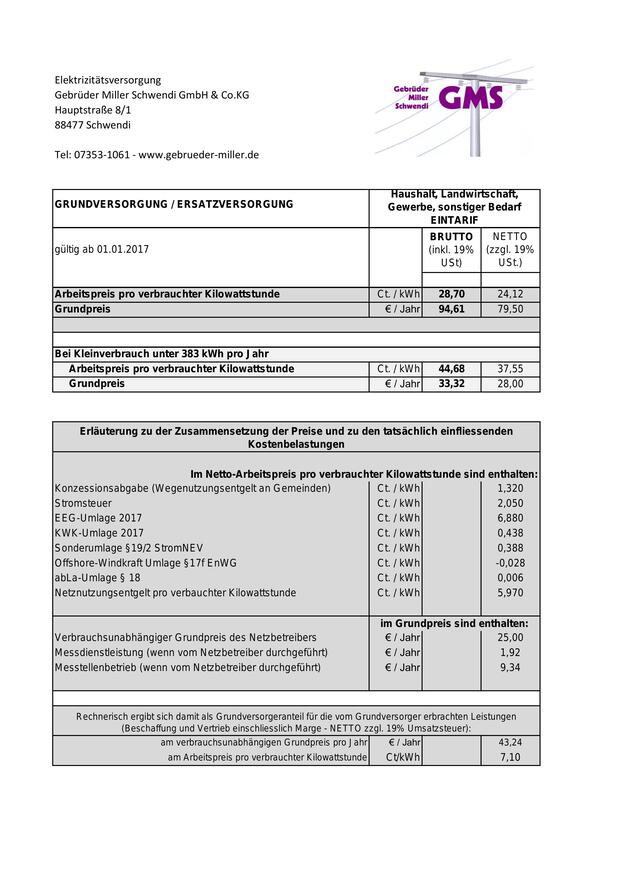 Elektrizitätsversorgung
Gebrüder Miller Schwendi GmbH & Co.KG
Hauptstraße 8/1
88477 Schwendi
Tel: 07353-1061 - www.gebrueder-miller.de
Gebrüder
Miller
Schwendi
GMS
GRUNDVERSORGUNG / ERSATZVERSORGUNG
Haushalt, Landwirtschaft,
Gewerbe, sonstiger Bedarf
EINTARIF
gültig ab 01.01.2017
BRUTTO
(inkl. 19%
USt)
NETTO
(zzgl. 19%
USt.)
Arbeitspreis pro verbrauchter Kilowattstunde Ct. / kWh 28,70 24,12
Grundpreis € / Jahr 94,61 79,50
Bei Kleinverbrauch unter 383 kWh pro Jahr
Arbeitspreis pro verbrauchter Kilowattstunde Ct. / kWh 44,68 37,55
Grundpreis € / Jahr 33,32 28,00
Erläuterung zu der Zusammensetzung der Preise und zu den tatsächlich einfliessenden
Kostenbelastungen
Im Netto-Arbeitspreis pro verbrauchter Kilowattstunde sind enthalten:
Konzessionsabgabe (Wegenutzungsentgelt an Gemeinden) Ct. / kWh 1,320
Stromsteuer Ct. / kWh 2,050
EEG-Umlage 2017 Ct. / kWh 6,880
KWK-Umlage 2017 Ct. / kWh 0,438
Sonderumlage §19/2 StromNEV Ct. / kWh 0,388
Offshore-Windkraft Umlage §17f EnWG Ct. / kWh -0,028
abLa-Umlage § 18 Ct. / kWh 0,006
Netznutzungsentgelt pro verbauchter Kilowattstunde Ct. / kWh 5,970
im Grundpreis sind enthalten:
Verbrauchsunabhängiger Grundpreis des Netzbetreibers € / Jahr 25,00
Messdienstleistung (wenn vom Netzbetreiber durchgeführt) € / Jahr 1,92
Messtellenbetrieb (wenn vom Netzbetreiber durchgeführt) € / Jahr 9,34
Rechnerisch ergibt sich damit als Grundversorgeranteil für die vom Grundversorger erbrachten Leistungen
(Beschaffung und Vertrieb einschliesslich Marge - NETTO zzgl. 19% Umsatzsteuer):
am verbrauchsunabhängigen Grundpreis pro Jahr € / Jahr 43,24
am Arbeitspreis pro verbrauchter Kilowattstunde Ct/kWh 7,10